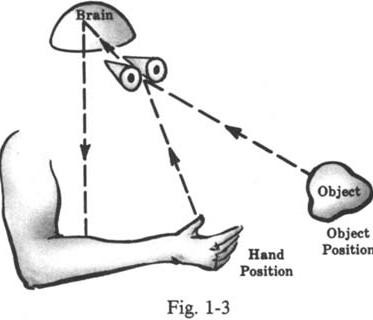 Brain
Object
Object
Position
Hand
Position
Fig. 1-3